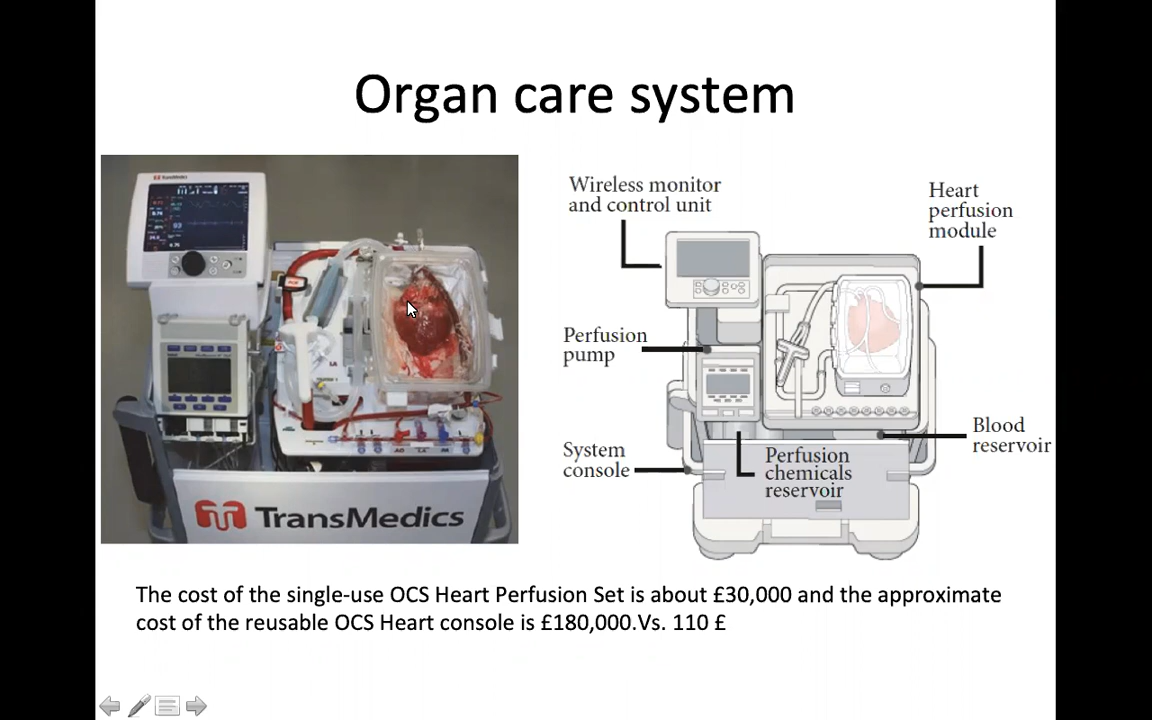 Organ care system
TransMedics
Wireless monitor
and control unit
Heart
perfusion
module
Perfusion
pump
System
console
Perfusion
chemicals
reservoir
Blood
reservoir
The cost of the single-use OCS Heart Perfusion Set is about £30,000 and the approximate
cost of the reusable OCS Heart console is £180,000.Vs. 110 £